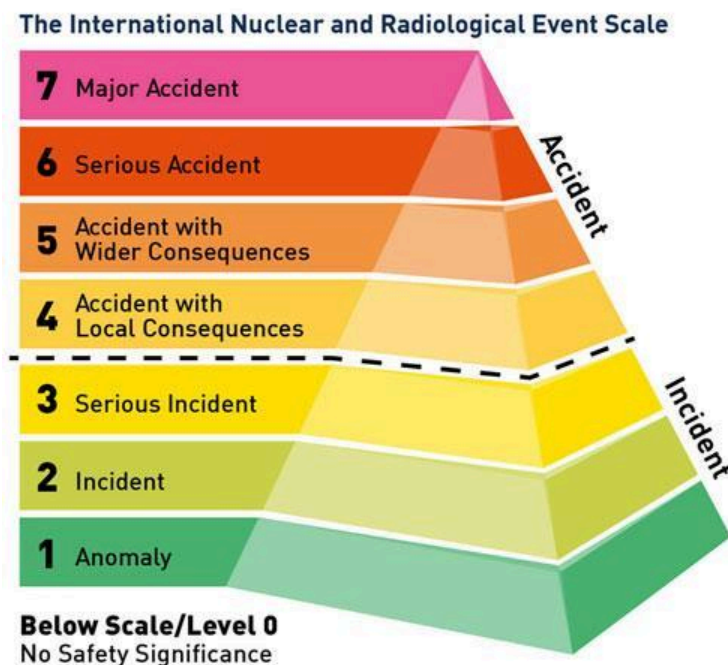 The International Nuclear and Radiological Event Scale
7 Major Accident
6 Serious Accident
5 Accident with
Wider Consequences
4 Accident with
Local Consequences
3 Serious Incident
2 Incident
1 Anomaly
Accident
Incident
Below Scale/Level 0
No Safety Significance